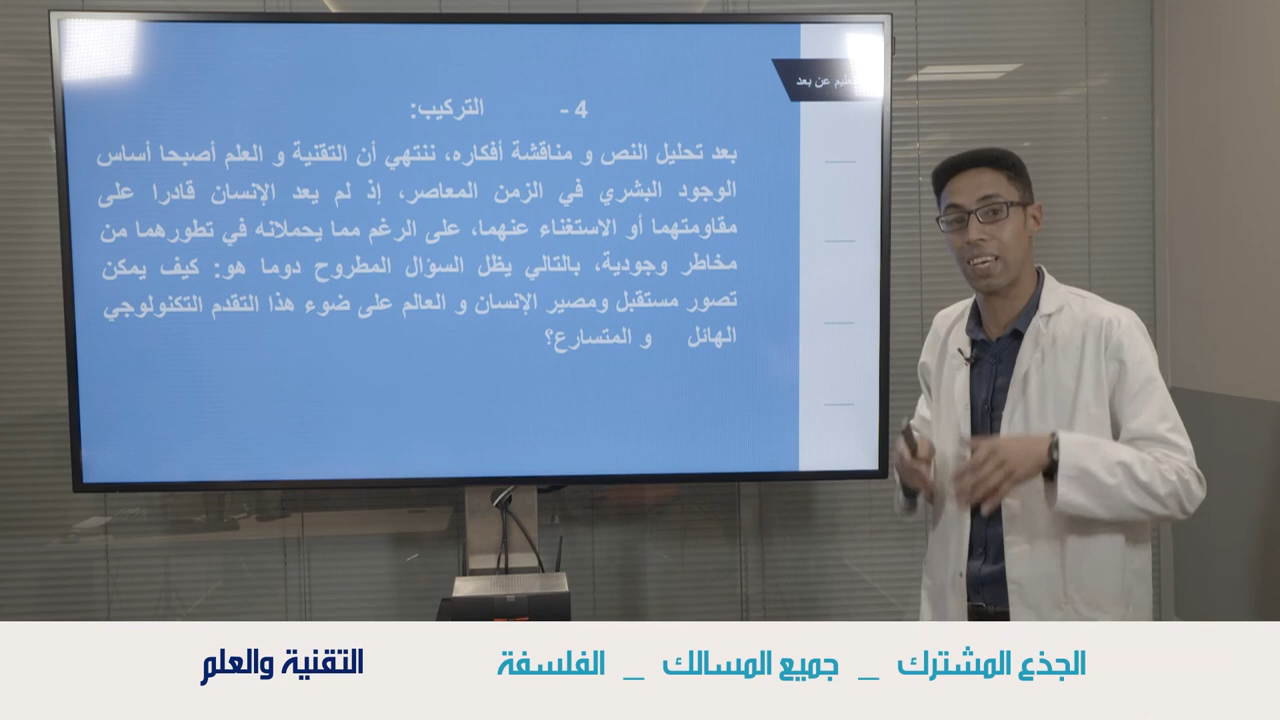 عن بعد
4- التركيب:
بعد تحليل النص و مناقشة أفكاره، ننتهي أن التقنية و العلم أصبحا أساس
الوجود البشري في الزمن المعاصر، إذ لم يعد الإنسان قادرا على
مقاومتهما أو الاستغناء عنهما، على الرغم مما يحملانه في تطورهما من
مخاطر وجودية، بالتالي يظل السؤال المطروح دوما هو: كيف يمكن
تصور مستقبل ومصير الإنسان و العالم على ضوء هذا التقدم التكنولوجي
الهائل و المتسارع؟
الجذع المشترك _ جميع المسالك _ الفلسفة
التقنية والعلم